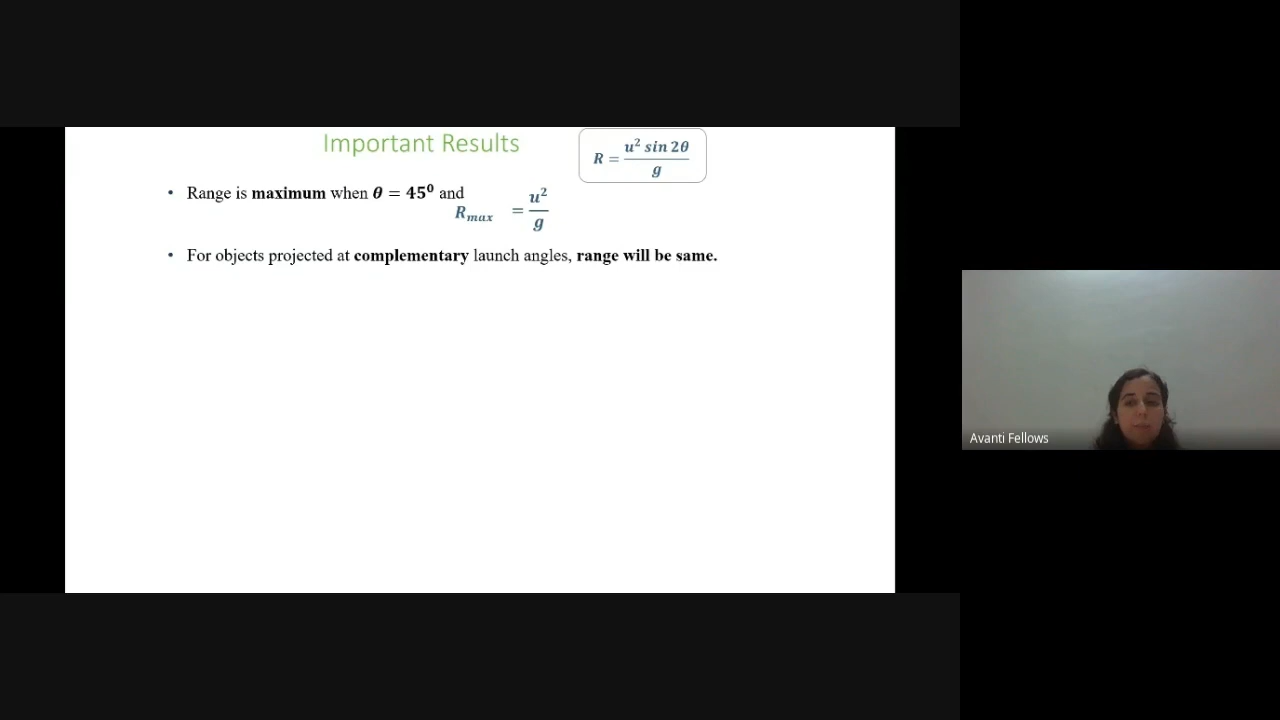 Important Results
R = u² sin 2θ / g
• Range is maximum when θ = 45⁰ and
R_max = u² / g
• For objects projected at complementary launch angles, range will be same.
Avanti Fellows